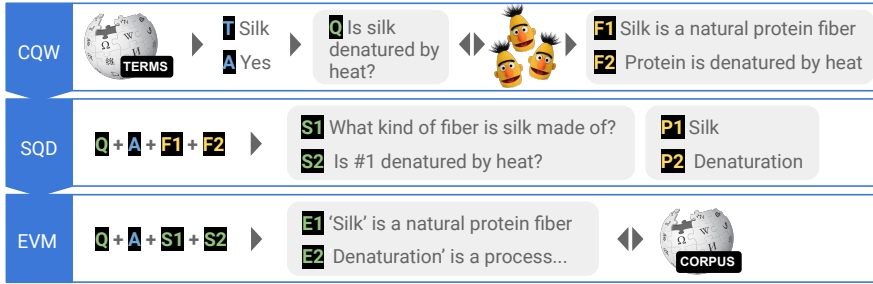 CQW
TERMS
T Silk
A Yes
Q Is silk
denatured by
heat?
F1 Silk is a natural protein fiber
F2 Protein is denatured by heat
SQD
Q + A + F1 + F2
S1 What kind of fiber is silk made of?
S2 Is #1 denatured by heat?
P1 Silk
P2 Denaturation
EVM
Q + A + S1 + S2
E1 ‘Silk’ is a natural protein fiber
E2 Denaturation’ is a process...
CORPUS